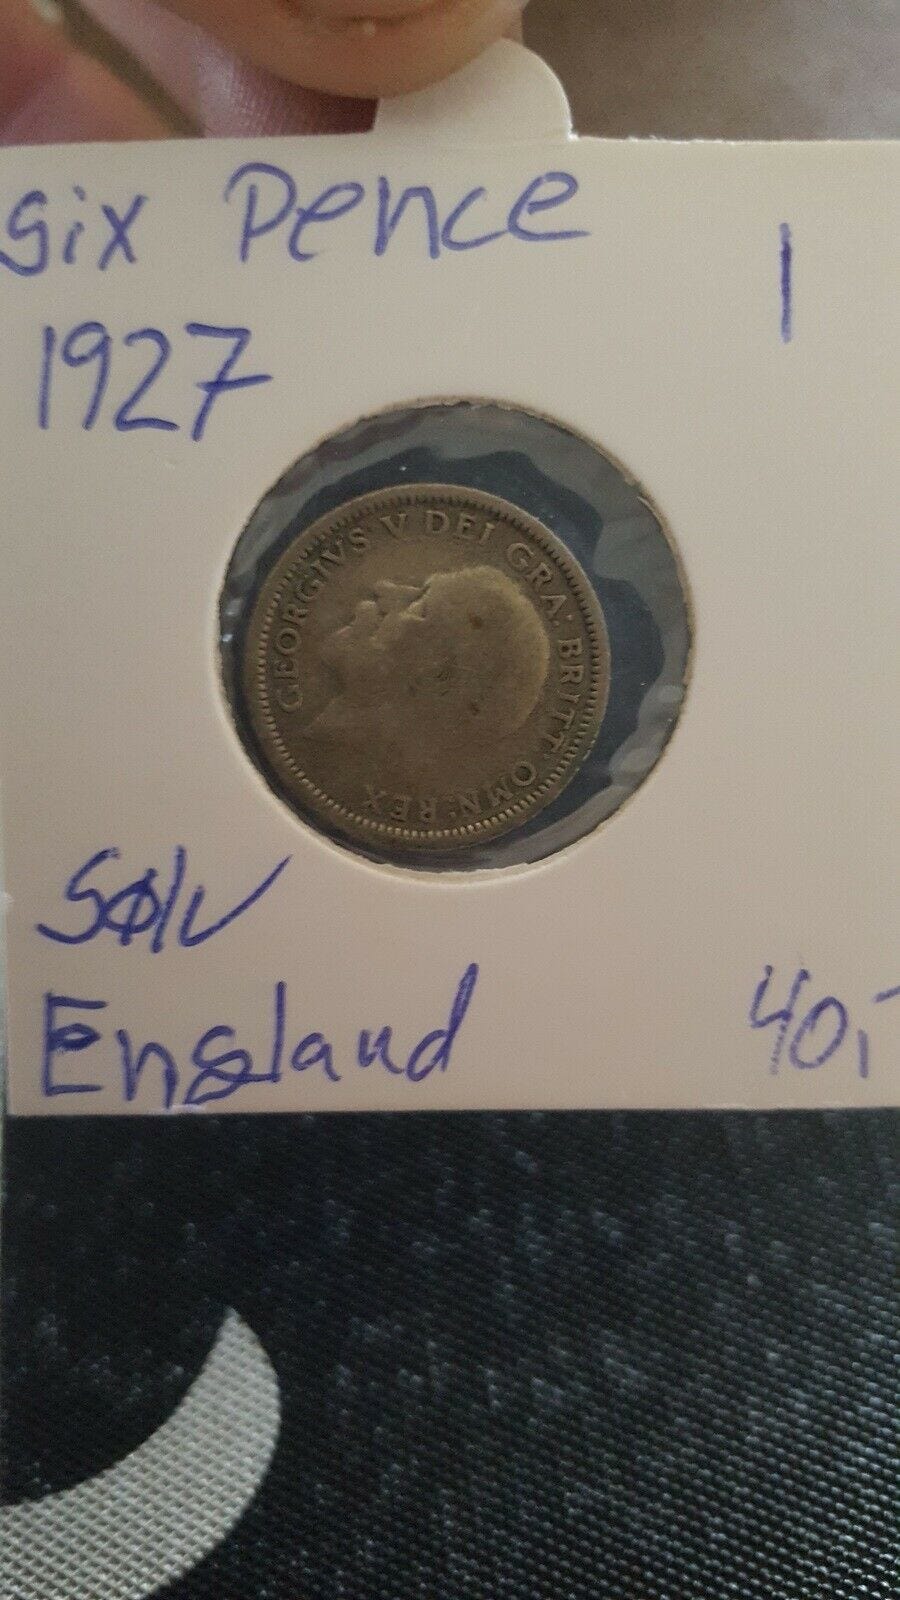 six Pence
1
1927
GEORGIVS V DEI GRA: BRITT: OMN: REX
Sølv
England
40,-